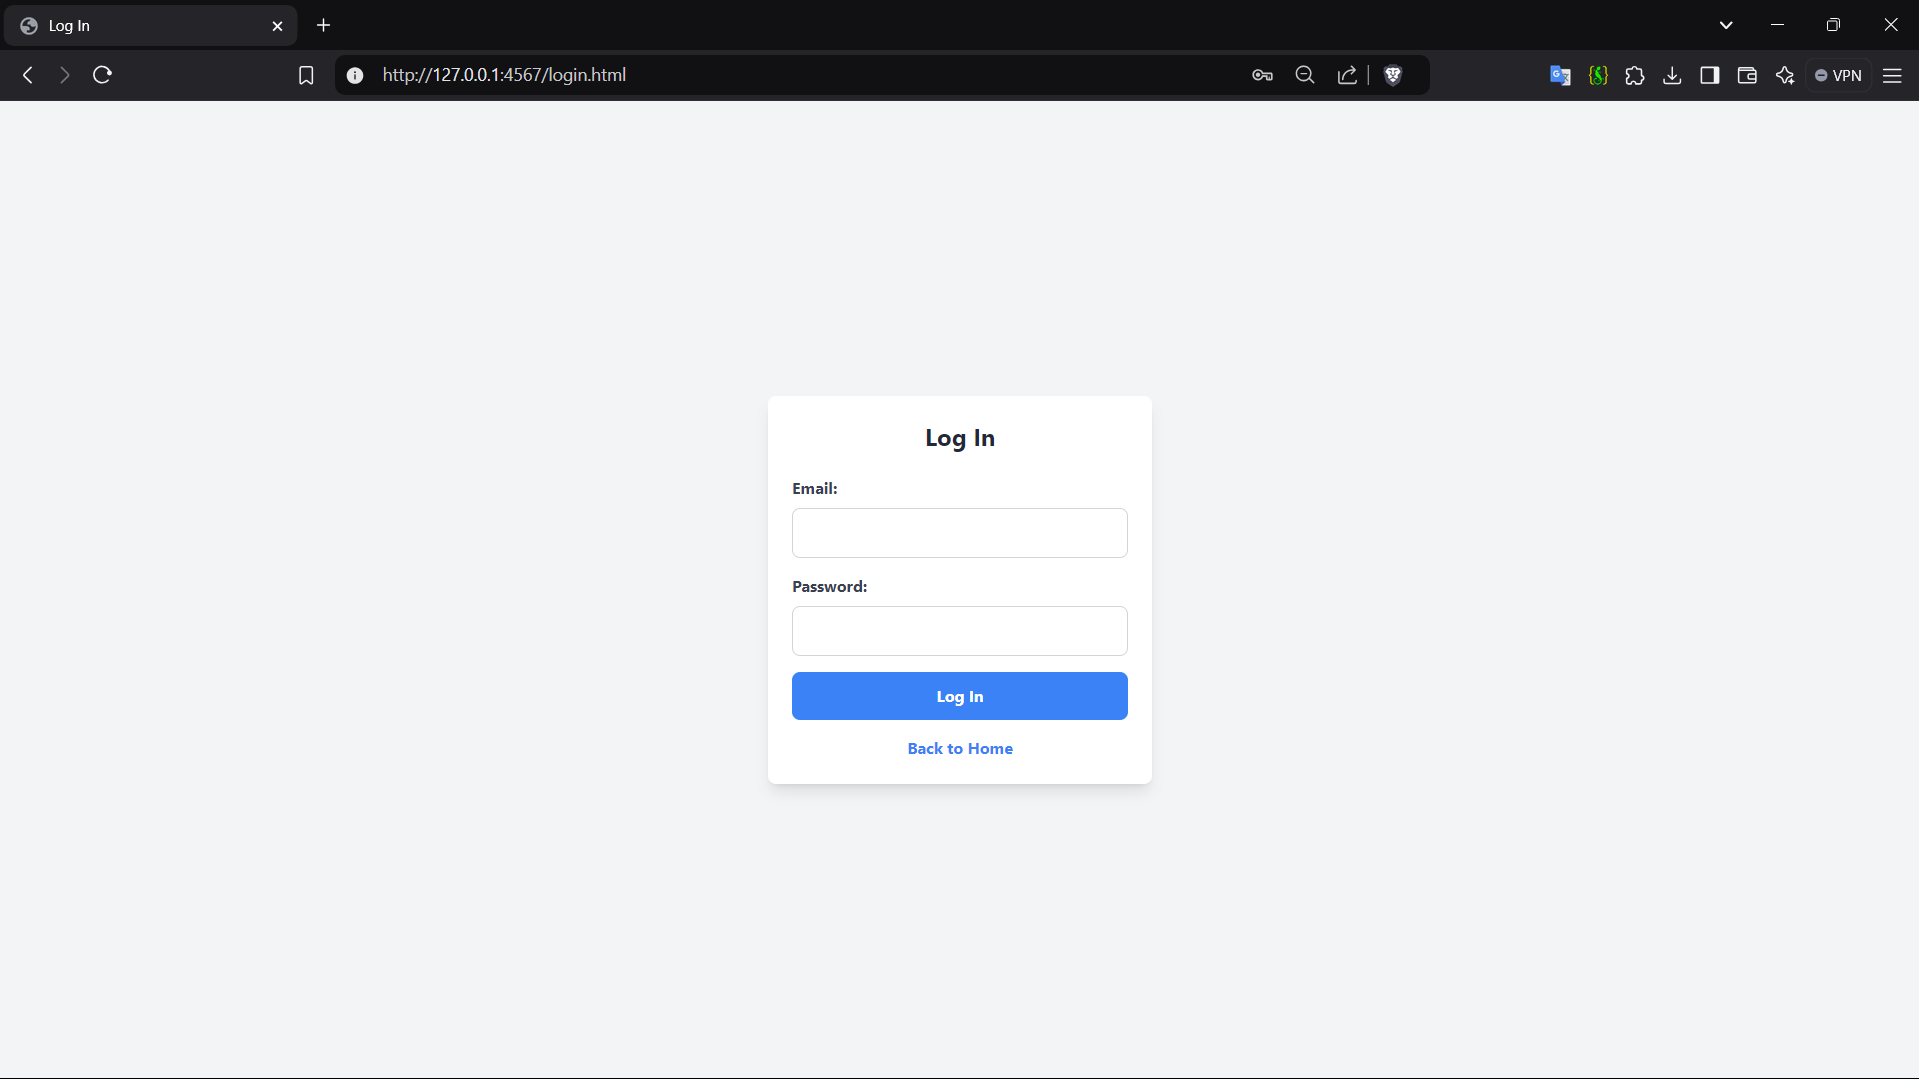 Log In
http://127.0.0.1:4567/login.html
VPN
Log In
Email:
Password:
Log In
Back to Home